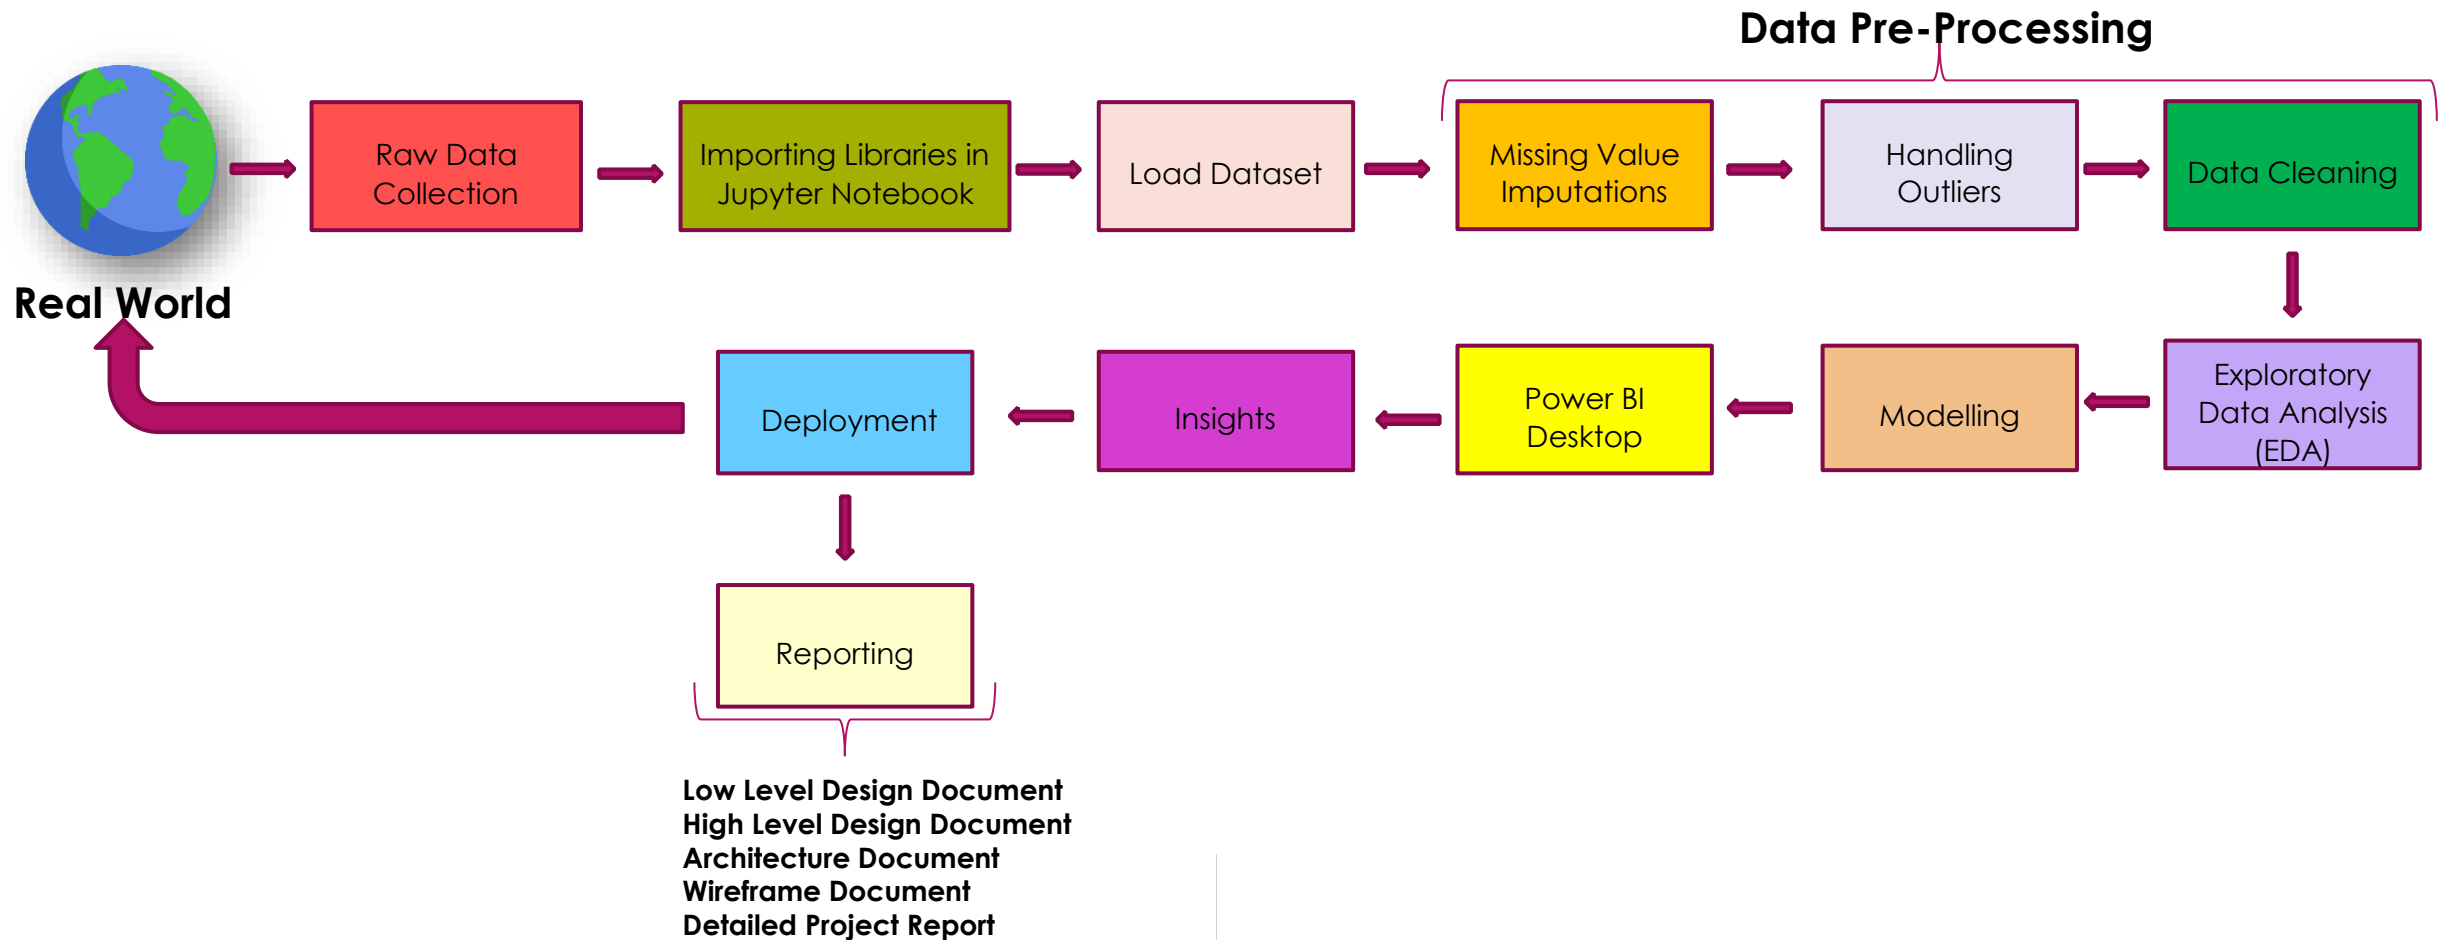 Data Pre-Processing
Raw Data
Collection
Importing Libraries in
Jupyter Notebook
Load Dataset
Missing Value
Imputations
Handling
Outliers
Data Cleaning
Real World
Deployment
Insights
Power BI
Desktop
Modelling
Exploratory
Data Analysis
(EDA)
Reporting
Low Level Design Document
High Level Design Document
Architecture Document
Wireframe Document
Detailed Project Report